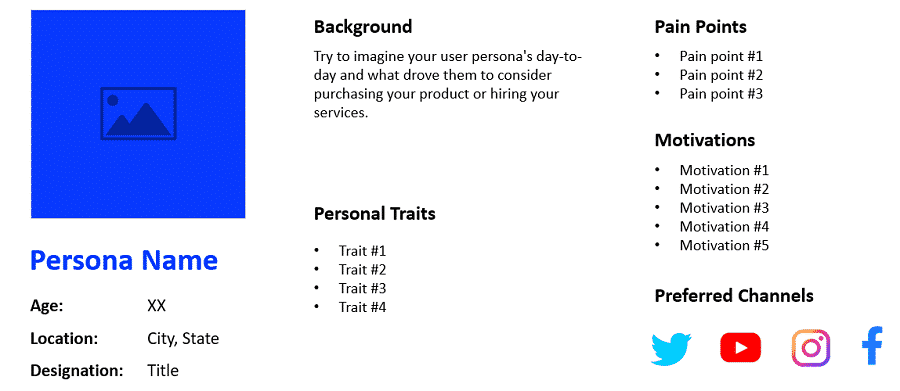 Persona Name
Age: XX
Location: City, State
Designation: Title
Background
Try to imagine your user persona's day-to-
day and what drove them to consider
purchasing your product or hiring your
services.
Personal Traits
• Trait #1
• Trait #2
• Trait #3
• Trait #4
Pain Points
• Pain point #1
• Pain point #2
• Pain point #3
Motivations
• Motivation #1
• Motivation #2
• Motivation #3
• Motivation #4
• Motivation #5
Preferred Channels